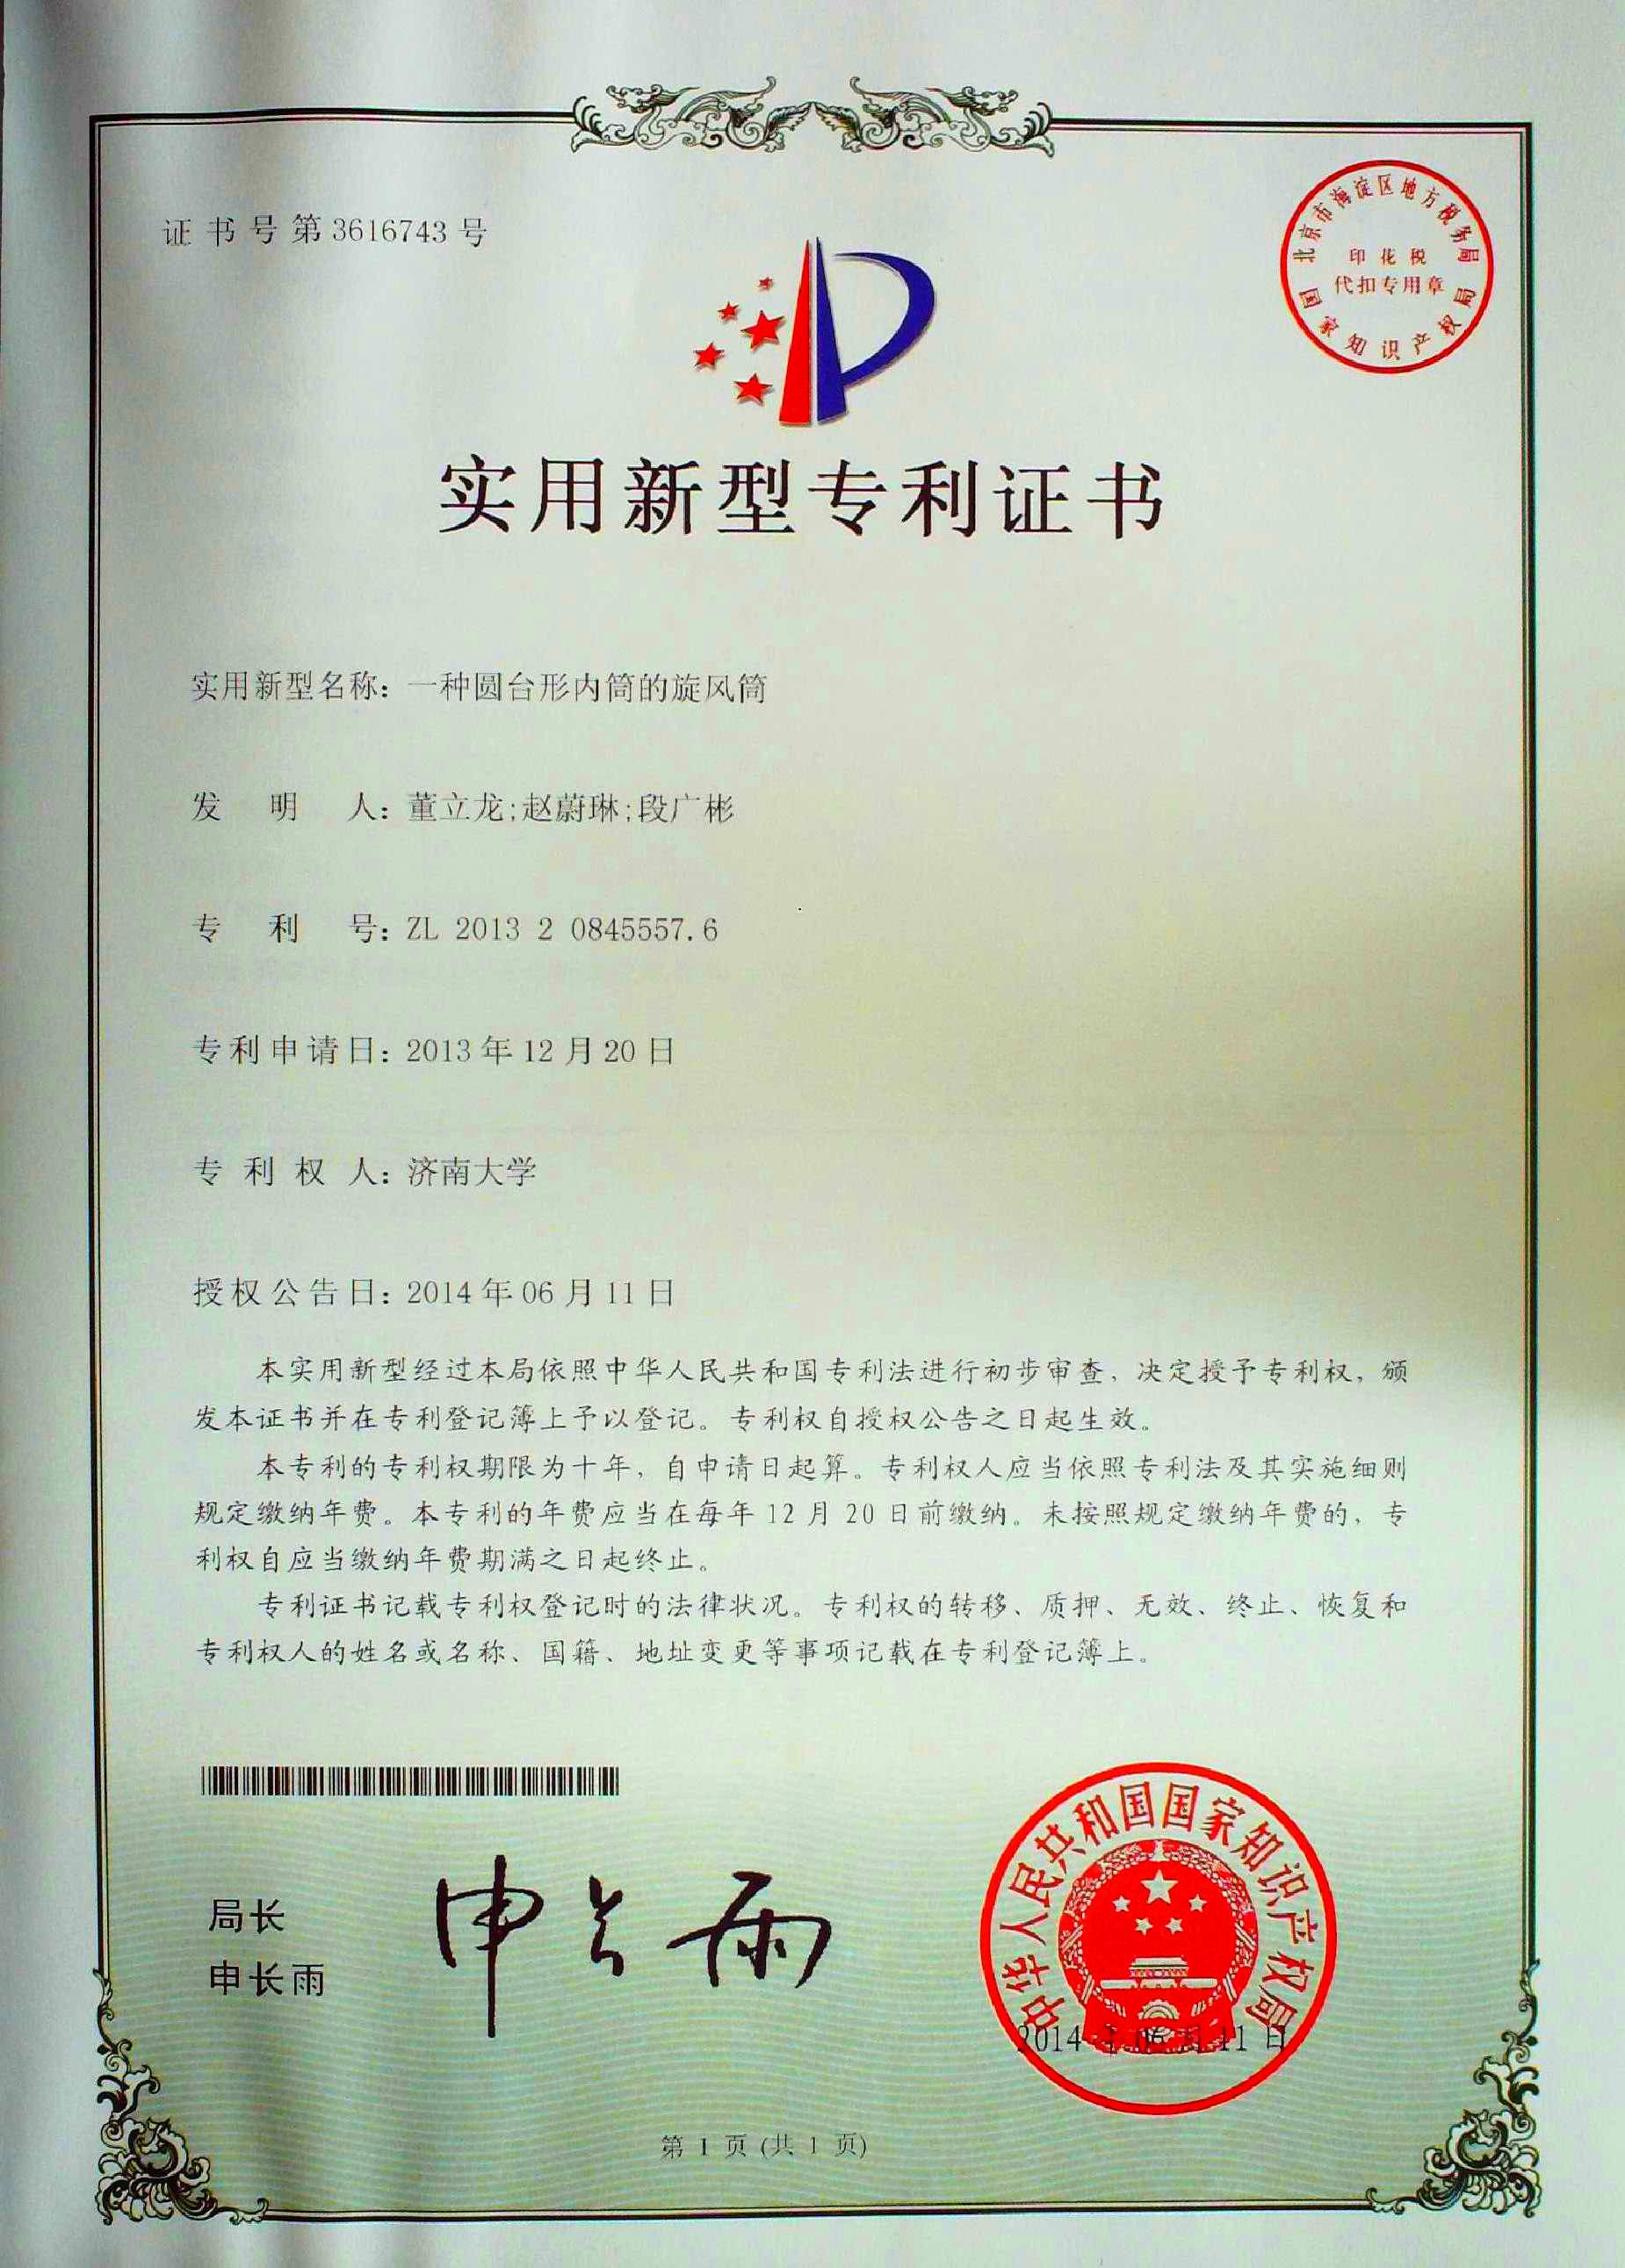 证书号第3616743号
北京市海淀区地方税务局
印花税
代扣专用章
国家知识产权局
实用新型专利证书
实用新型名称：一种圆台形内筒的旋风筒
发明人：董立龙;赵蔚琳;段广彬
专利号：ZL 2013 2 0845557.6
专利申请日：2013年12月20日
专利权人：济南大学
授权公告日：2014年06月11日
本实用新型经过本局依照中华人民共和国专利法进行初步审查，决定授予专利权，颁
发本证书并在专利登记簿上予以登记。专利权自授权公告之日起生效。
本专利的专利权期限为十年，自申请日起算。专利权人应当依照专利法及其实施细则
规定缴纳年费。本专利的年费应当在每年12月20日前缴纳。未按照规定缴纳年费的，专
利权自应当缴纳年费期满之日起终止。
专利证书记载专利权登记时的法律状况。专利权的转移、质押、无效、终止、恢复和
专利权人的姓名或名称、国籍、地址变更等事项记载在专利登记簿上。
局长
申长雨
申长雨
中华人民共和国国家知识产权局
2014年06月11日
第1页(共1页)